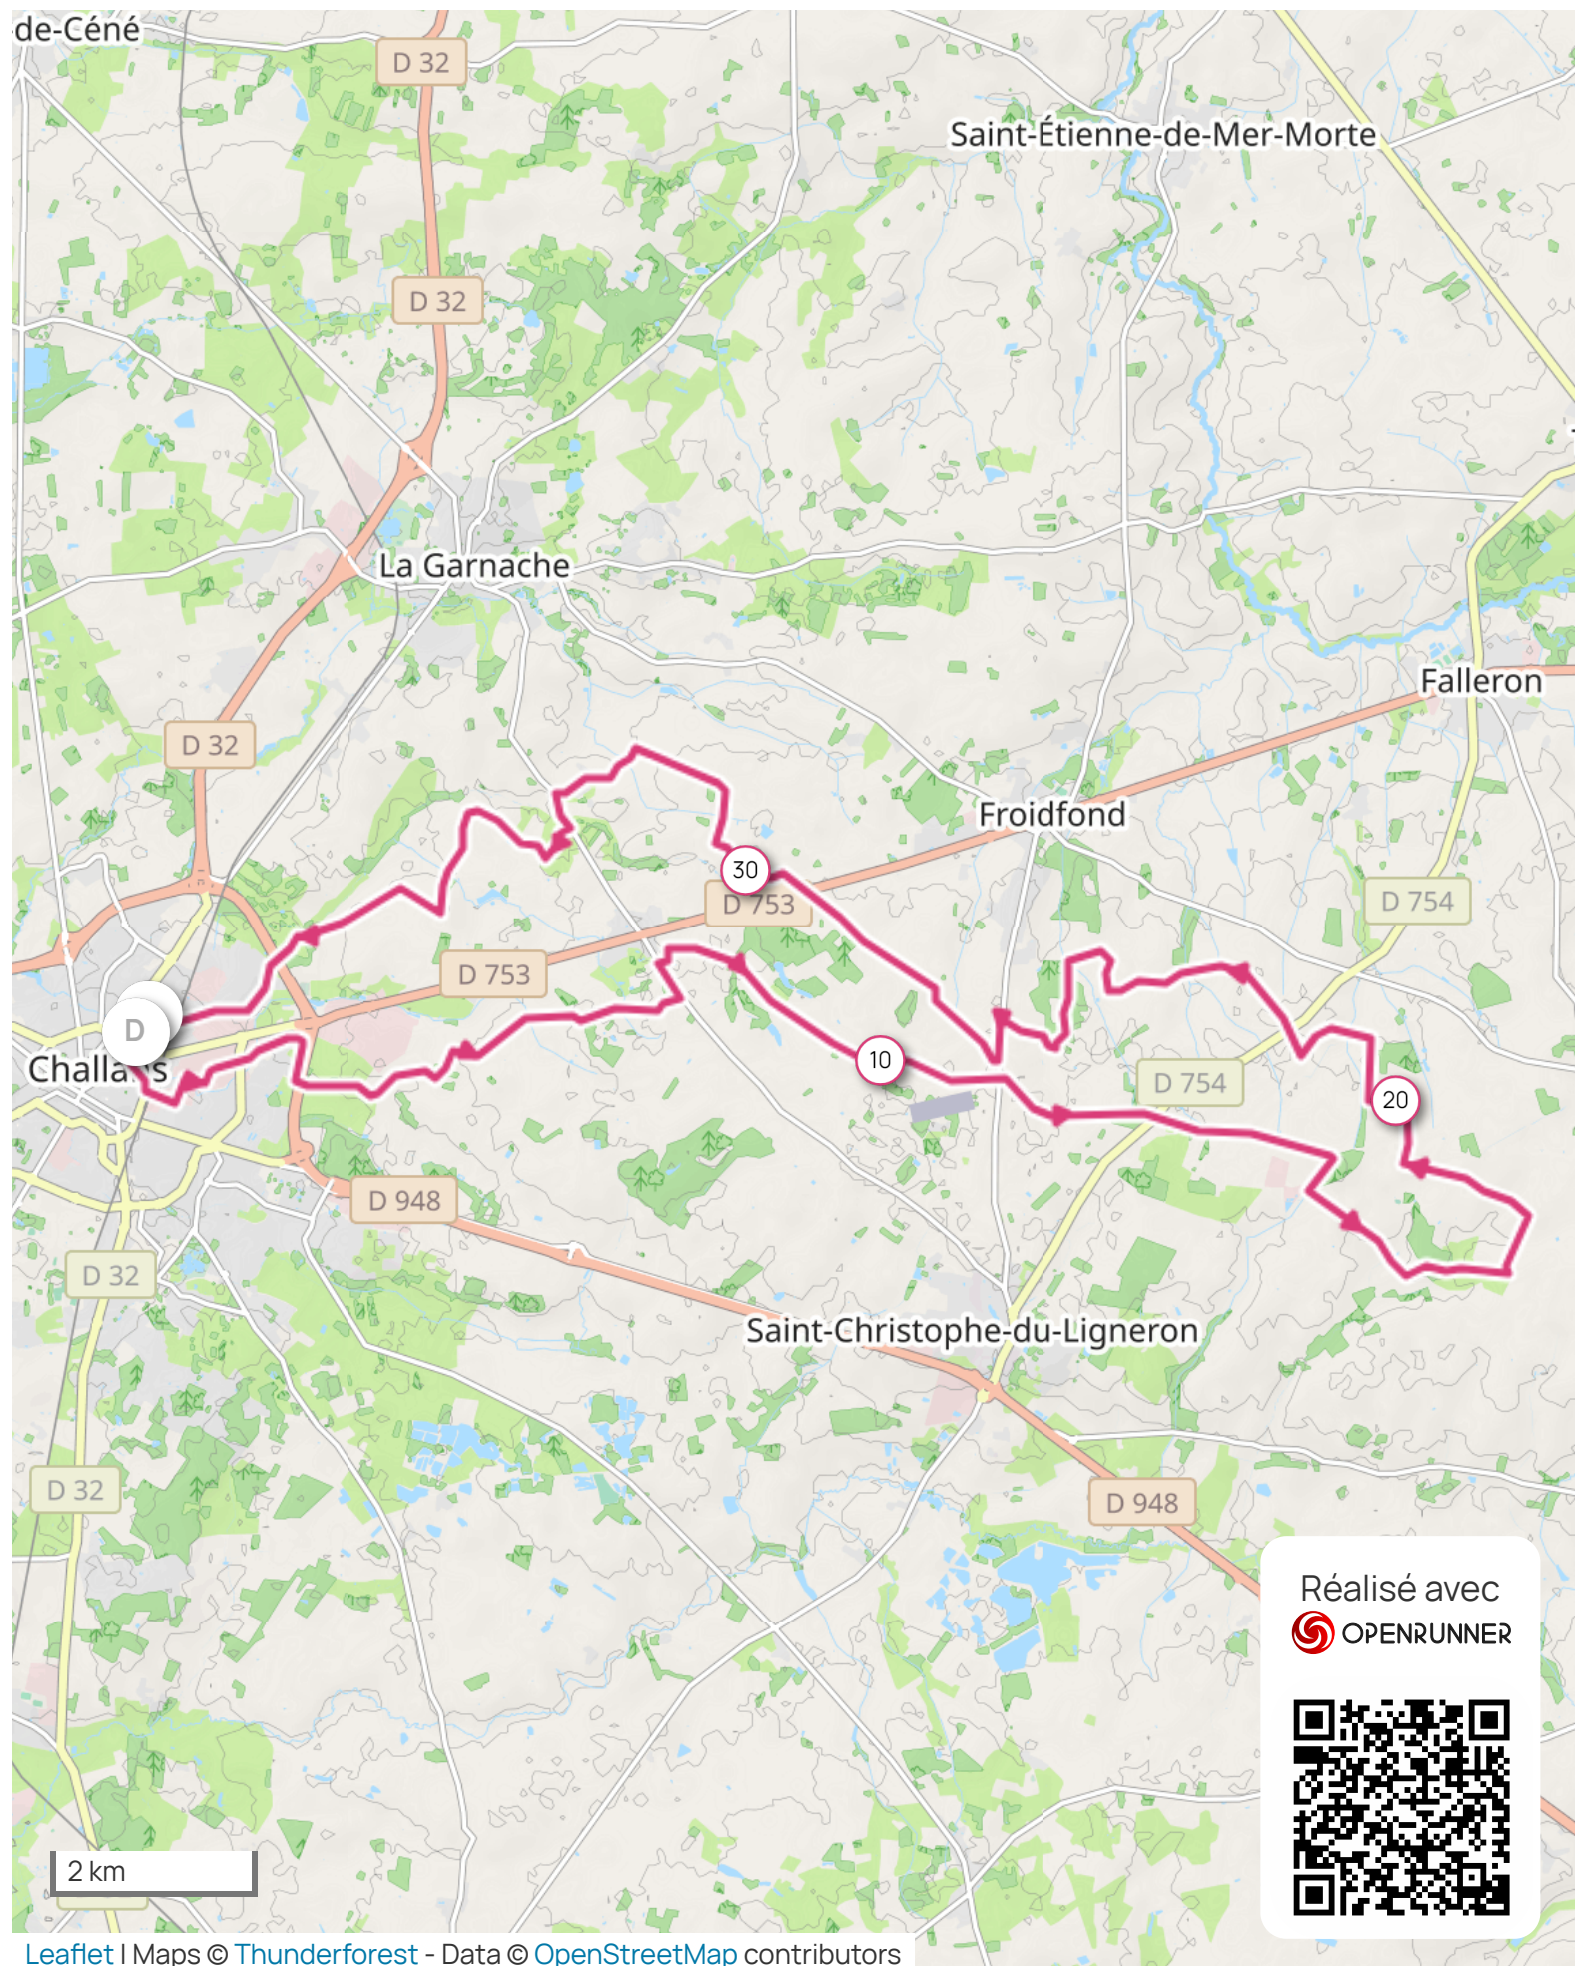 -de-Céné
D 32
Saint-Étienne-de-Mer-Morte
D 32
La Garnache
Falleron
D 32
Froidfond
30
D 753
D 754
D 753
D
Challans
10
D 754
20
D 948
D 32
Saint-Christophe-du-Ligneron
D 32
D 948
Réalisé avec
OPENRUNNER
2 km
Leaflet | Maps © Thunderforest - Data © OpenStreetMap contributors